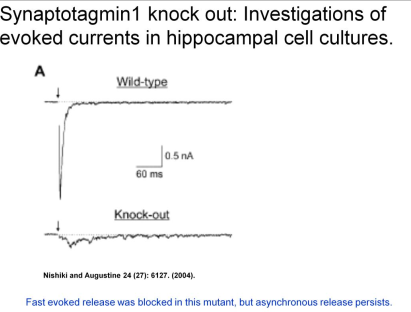 Synaptotagmin1 knock out: Investigations of
evoked currents in hippocampal cell cultures.
A
Wild-type
0.5 nA
60 ms
Knock-out
Nishiki and Augustine 24 (27): 6127. (2004).
Fast evoked release was blocked in this mutant, but asynchronous release persists.